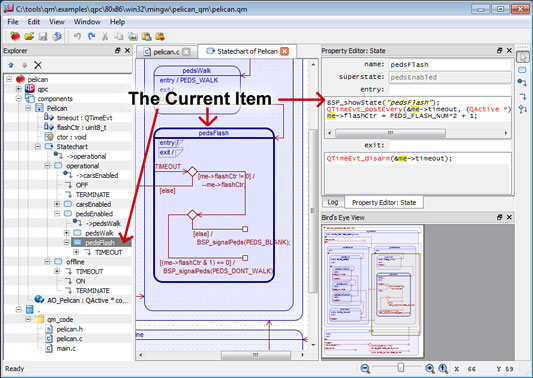 C:\tools\qm\examples\qpc\80x86\win32\mingw\pelican_qm\pelican.qm
File View Window Help
Explorer
pelican
qpc
components
Pelican
timeout : QTimeEvt
flashCtr : uint8_t
ctor : void
Statechart
->operational
operational
->carsEnabled
OFF
TERMINATE
carsEnabled
pedsEnabled
->pedsWalk
pedsWalk
pedsFlash
TIMEOUT
offline
TIMEOUT
ON
TERMINATE
AO_Pelican : QActive * co...
.
qm_code
pelican.h
pelican.c
main.c
pelican.c
Statechart of Pelican
pedsWalk
entry / PEDS_WALK
exit /
The Current Item
pedsFlash
entry /
exit /
TIMEOUT
[me->flashCtr != 0] /
--me->flashCtr;
[else]
[else] /
BSP_signalPeds(PEDS_BLANK);
[(me->flashCtr & 1) == 0] /
BSP_signalPeds(PEDS_DONT_WALK)
ine
Property Editor: State
name: pedsFlash
superstate: pedsEnabled
entry:
BSP_showState("pedsFlash");
QTimeEvt_postEvery(&me->timeout, (QActive *)
me->flashCtr = PEDS_FLASH_NUM*2 + 1;
exit:
QTimeEvt_disarm(&me->timeout);
Log
Property Editor: State
Bird's Eye View
Ready
X 66 Y 59